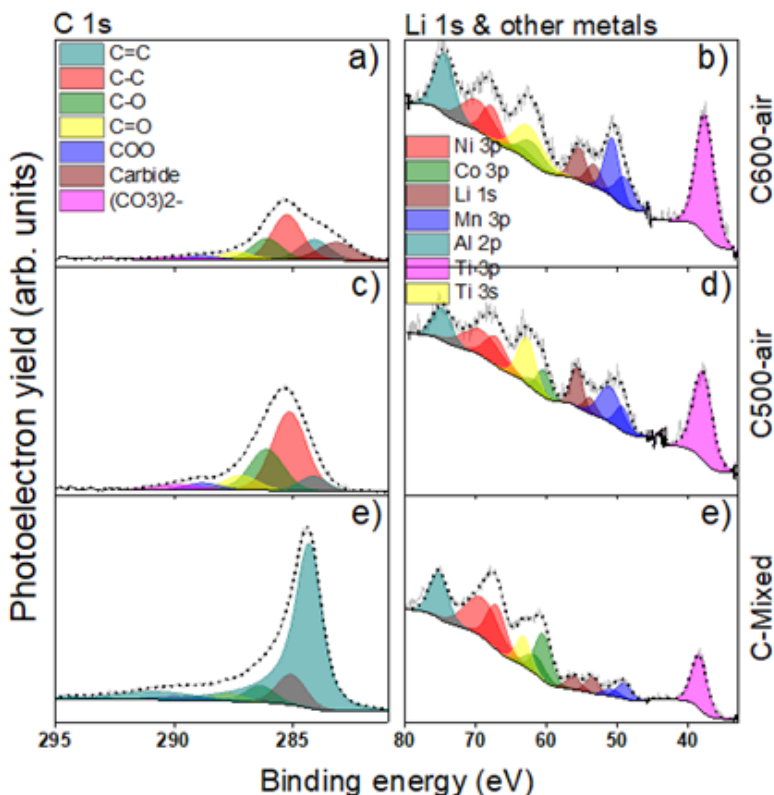 C 1s
Li 1s & other metals
a)
C=C
C-C
C-O
C=O
COO
Carbide
(CO3)2-
b)
C600-air
Ni 3p
Co 3p
Li 1s
Mn 3p
Al 2p
Ti 3p
Ti 3s
c)
d)
C500-air
e)
e)
C-Mixed
Photoelectron yield (arb. units)
295 290 285
80 70 60 50 40
Binding energy (eV)